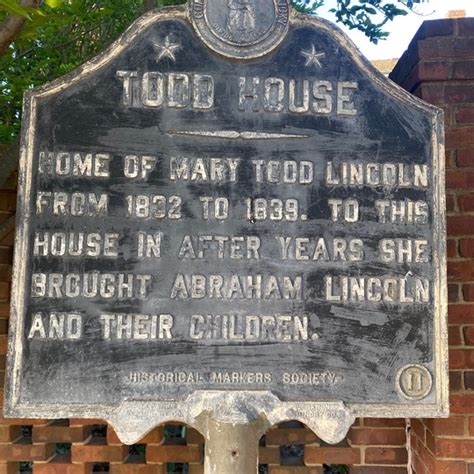 TODD HOUSE
HOME OF MARY TODD LINCOLN
FROM 1832 TO 1839. TO THIS
HOUSE IN AFTER YEARS SHE
BROUGHT ABRAHAM LINCOLN
AND THEIR CHILDREN.
HISTORICAL MARKERS SOCIETY
11